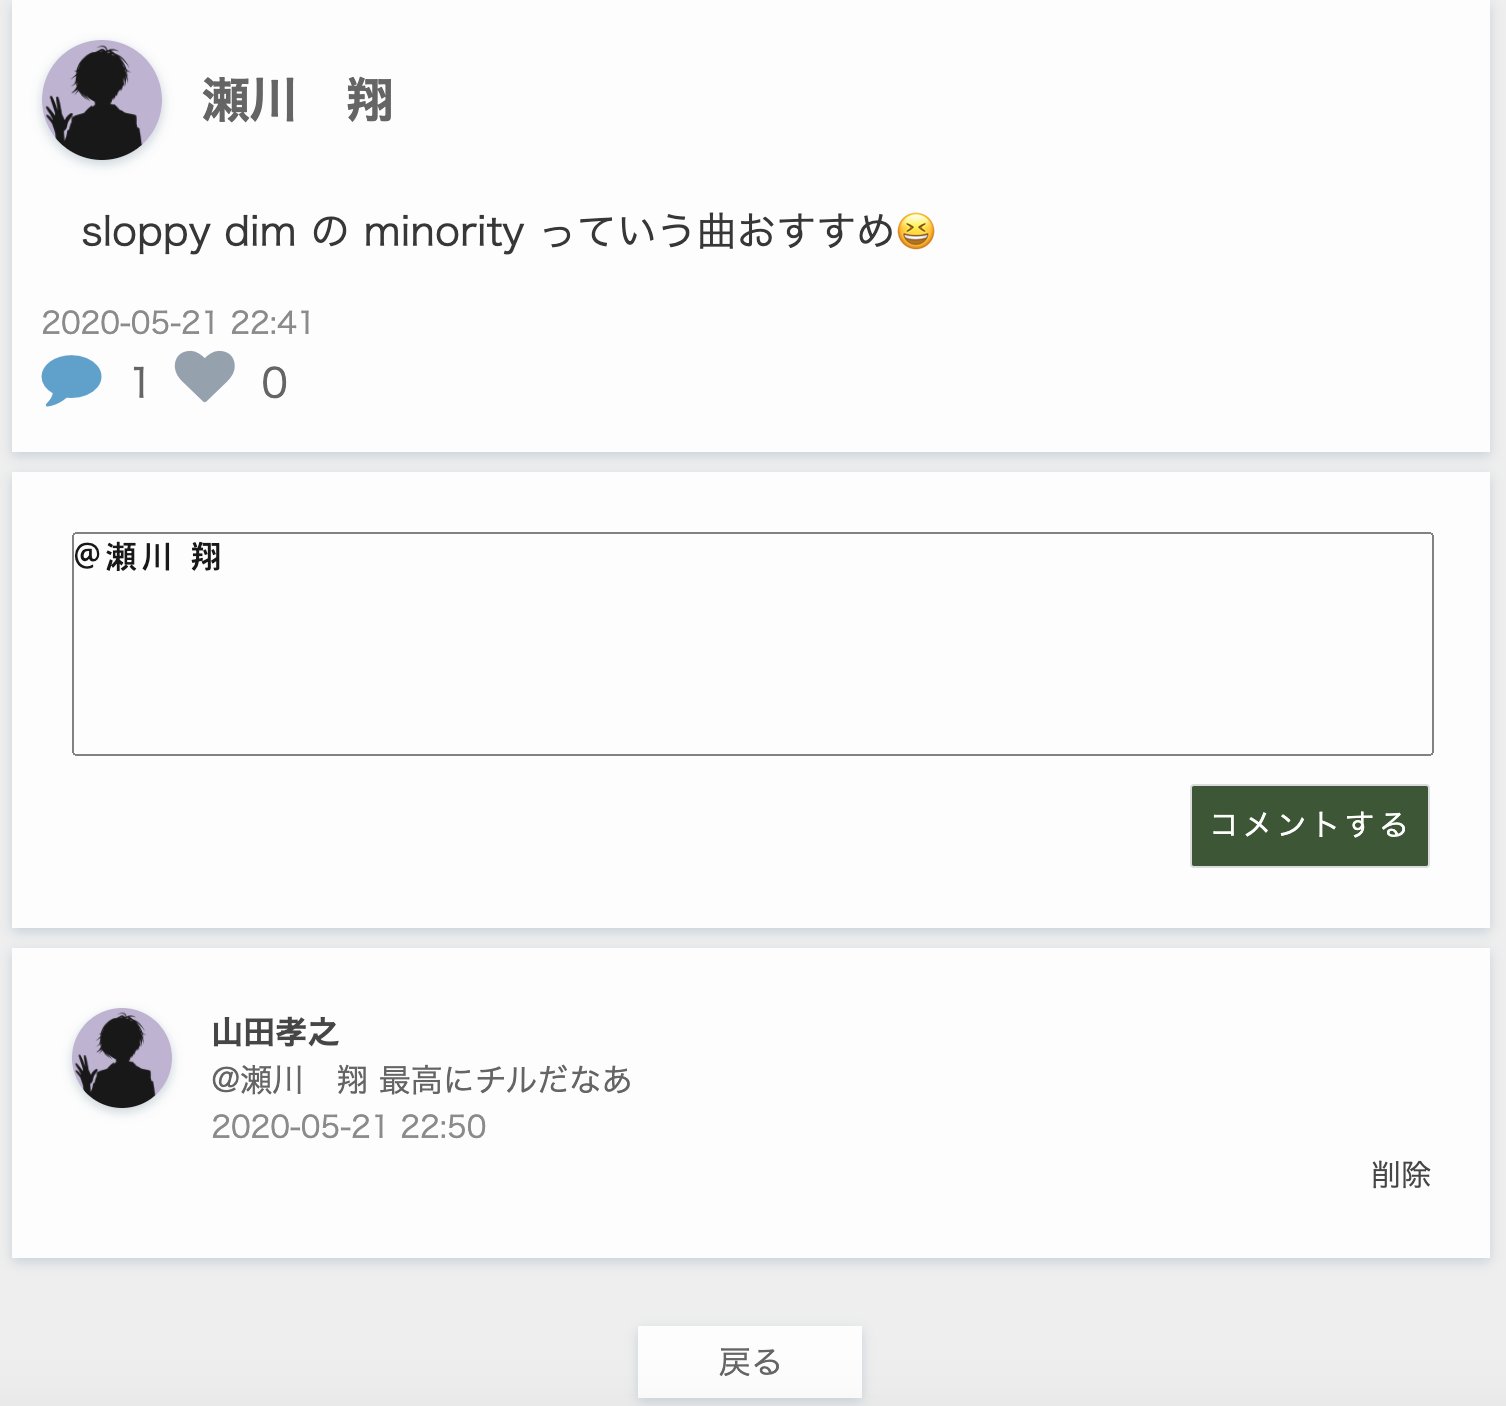 瀬川　翔
sloppy dim の minority っていう曲おすすめ😆
2020-05-21 22:41
1 0
@瀬川 翔
コメントする
山田孝之
@瀬川　翔 最高にチルだなあ
2020-05-21 22:50
削除
戻る